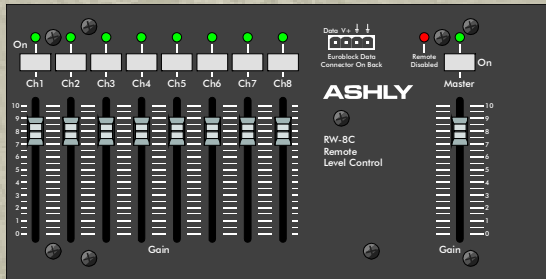 On
Ch1 Ch2 Ch3 Ch4 Ch5 Ch6 Ch7 Ch8
10
9
8
7
6
5
4
3
2
1
0
Gain
Data V+
Euroblock Data
Connector On Back
ASHLY
RW-8C
Remote
Level Control
Remote
Disabled
On
Master
10
9
8
7
6
5
4
3
2
1
0
Gain